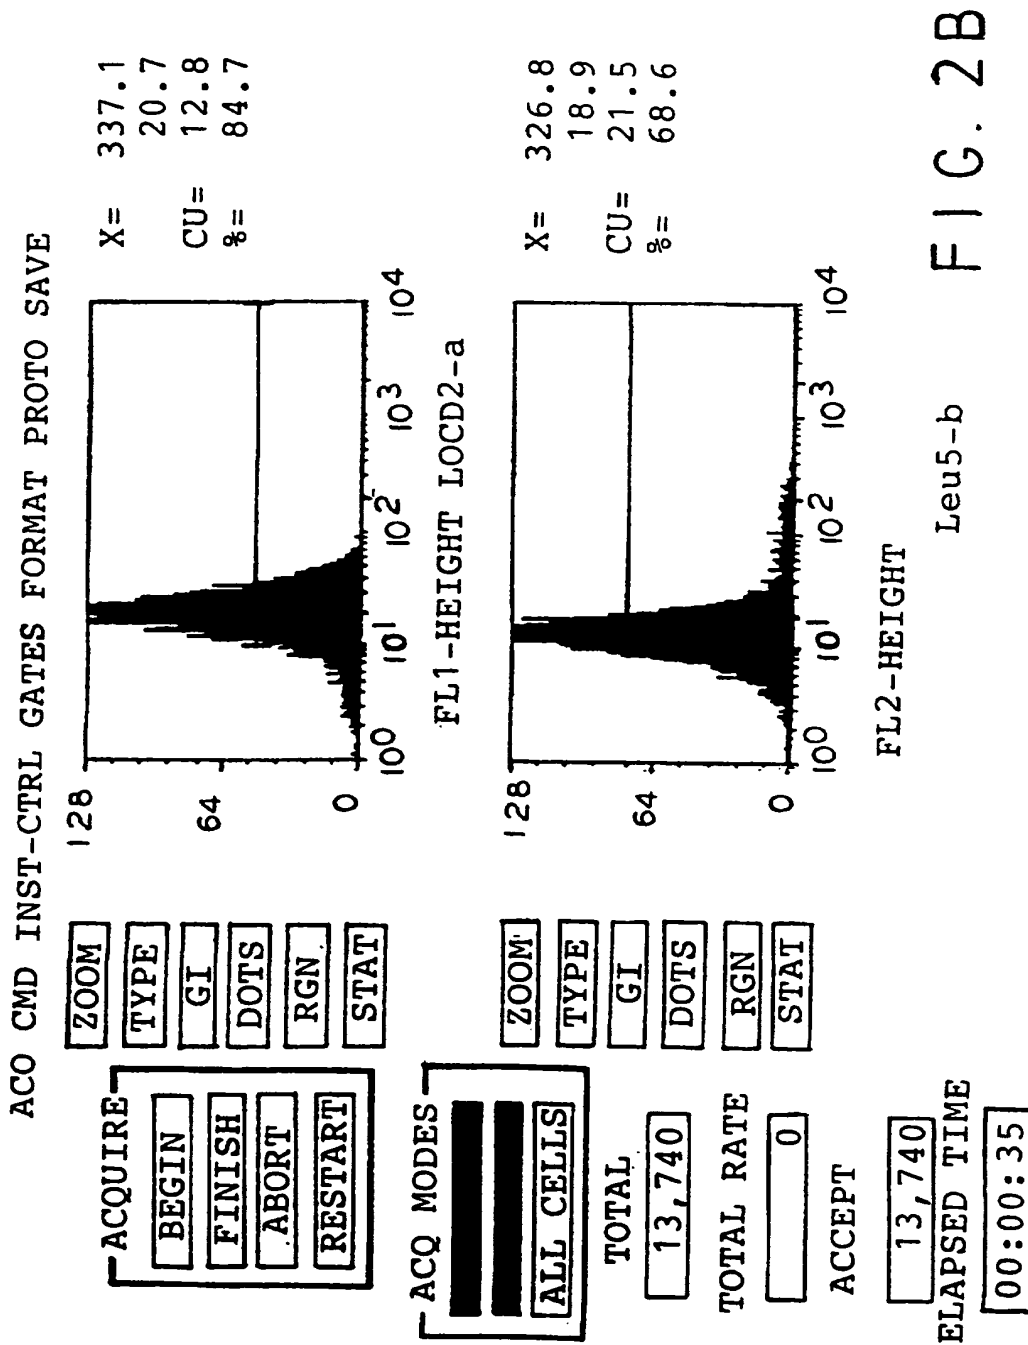 ACO CMD INST-CTRL GATES FORMAT PROTO SAVE
ACQUIRE
BEGIN
FINISH
ABORT
RESTART
ACQ MODES
ALL CELLS
TOTAL
13,740
TOTAL RATE
0
ACCEPT
13,740
ELAPSED TIME
00:00:35
ZOOM
TYPE
GI
DOTS
RGN
STAT
128
64
0
10⁰ 10¹ 10² 10³ 10⁴
FL1-HEIGHT LOCD2-a
X= 337.1
20.7
CU= 12.8
%= 84.7
ZOOM
TYPE
GI
DOTS
RGN
STAT
128
64
0
10⁰ 10¹ 10² 10³ 10⁴
FL2-HEIGHT
X= 326.8
18.9
CU= 21.5
%= 68.6
Leu5-b
FIG. 2B